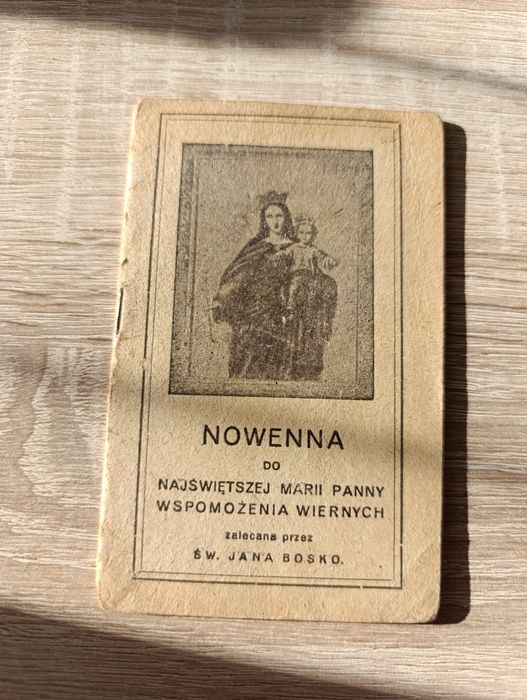 NOWENNA
DO
NAJŚWIĘTSZEJ MARII PANNY
WSPOMOŻENIA WIERNYCH
zalecana przez
ŚW. JANA BOSKO.